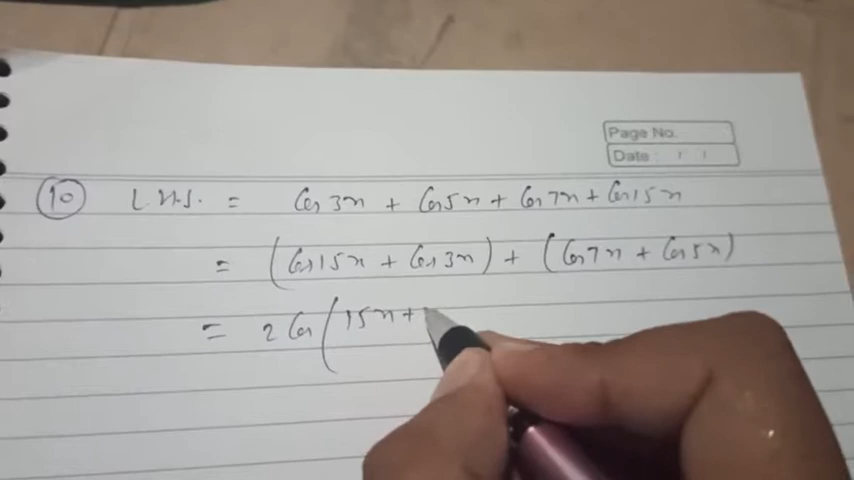 Page No.
Date : / /
(10) L.H.S. = Cos 3x + Cos 5x + Cos 7x + Cos 15x
= (Cos 15x + Cos 3x) + (Cos 7x + Cos 5x)
= 2 Cos ( 15x +